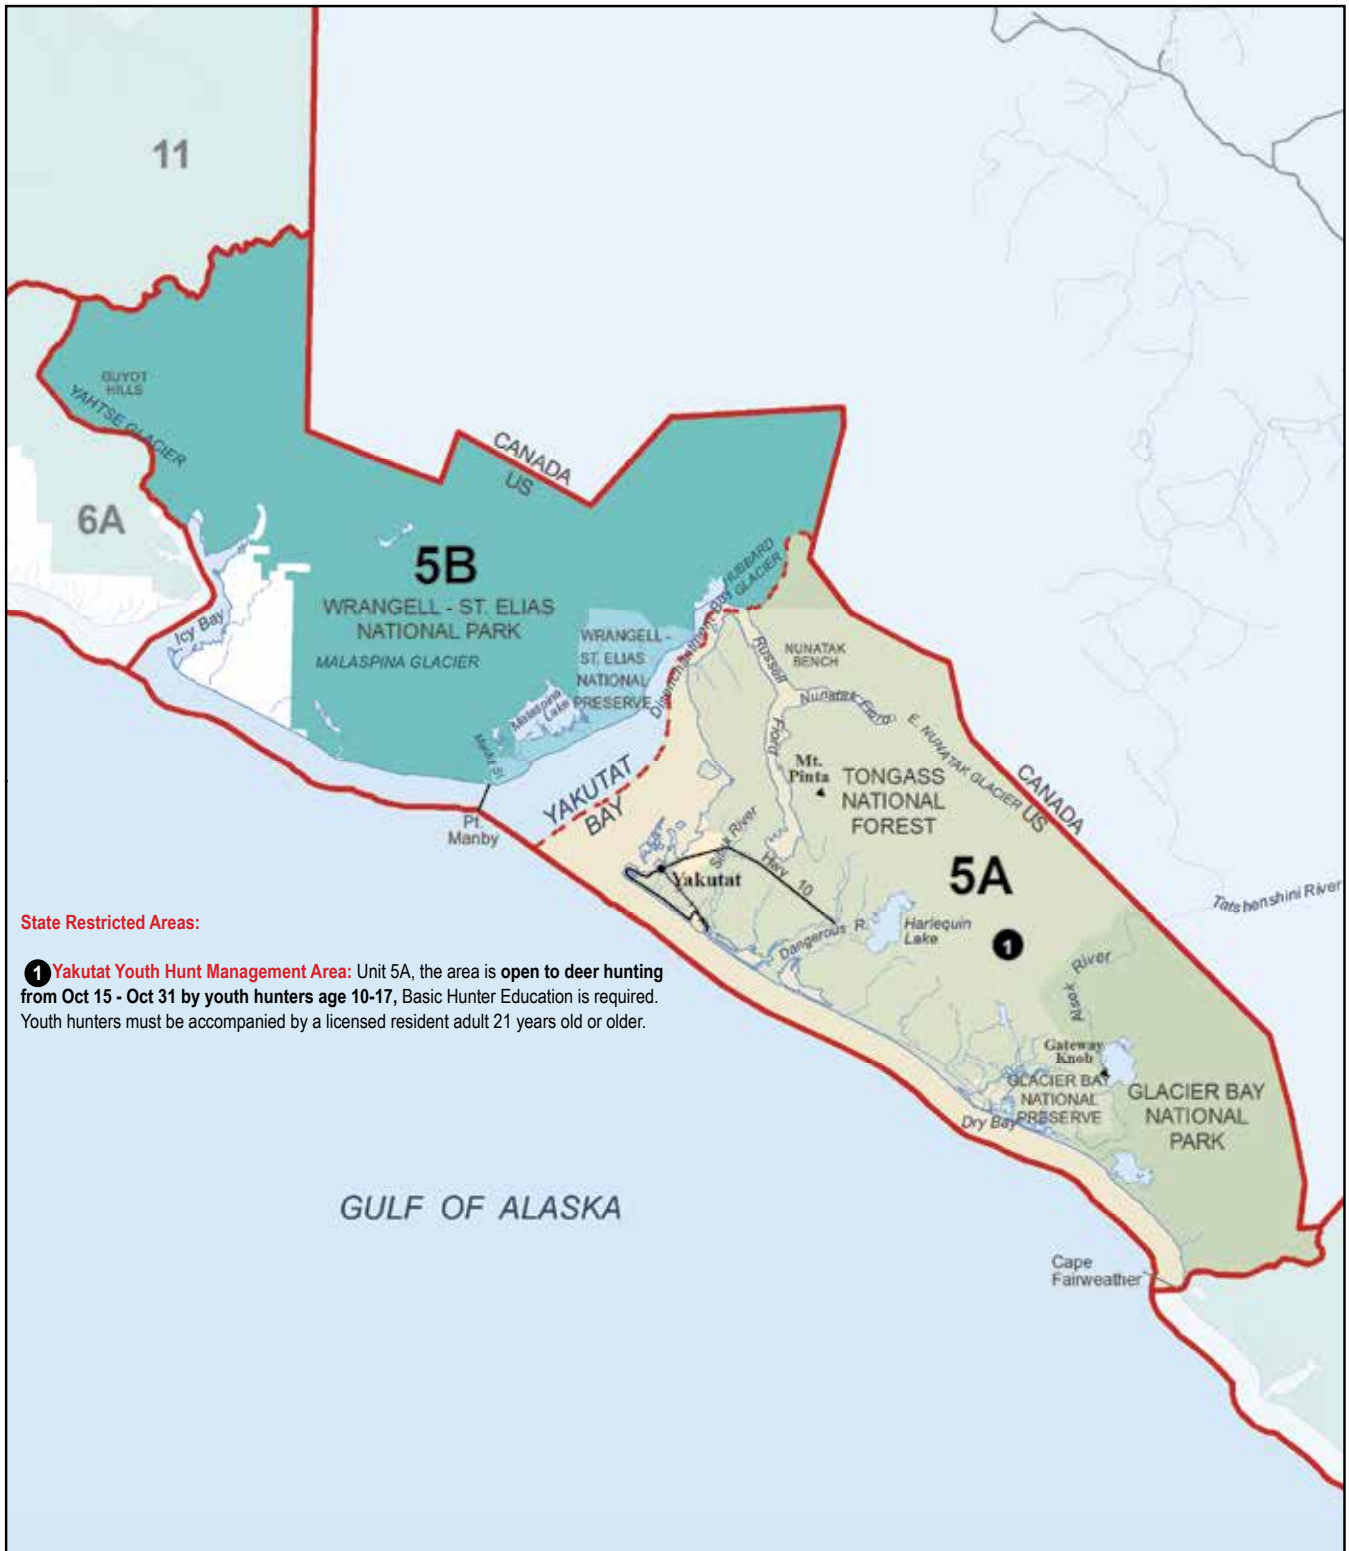 11
GUYOT
HILLS
YAHTSE GLACIER
6A
CANADA
US
5B
WRANGELL - ST. ELIAS
NATIONAL PARK
MALASPINA GLACIER
Icy Bay
HUBBARD
GLACIER
Disenchantment Bay
WRANGELL -
ST. ELIAS
NATIONAL
PRESERVE
Malaspina
Lake
Russell
Fiord
NUNATAK
BENCH
Nunatak Fiord
E. NUNATAK GLACIER
CANADA
US
Mt.
Pinta
TONGASS
NATIONAL
FOREST
YAKUTAT
BAY
Pt.
Manby
River
Hwy 10
Yakutat
5A
Tatshenshini River
Dangerous R.
Harlequin
Lake
1
Alsek River
State Restricted Areas:
1 Yakutat Youth Hunt Management Area: Unit 5A, the area is open to deer hunting
from Oct 15 - Oct 31 by youth hunters age 10-17, Basic Hunter Education is required.
Youth hunters must be accompanied by a licensed resident adult 21 years old or older.
Gateway
Knob
GLACIER BAY
NATIONAL
PRESERVE
GLACIER BAY
NATIONAL
PARK
Dry Bay
GULF OF ALASKA
Cape
Fairweather